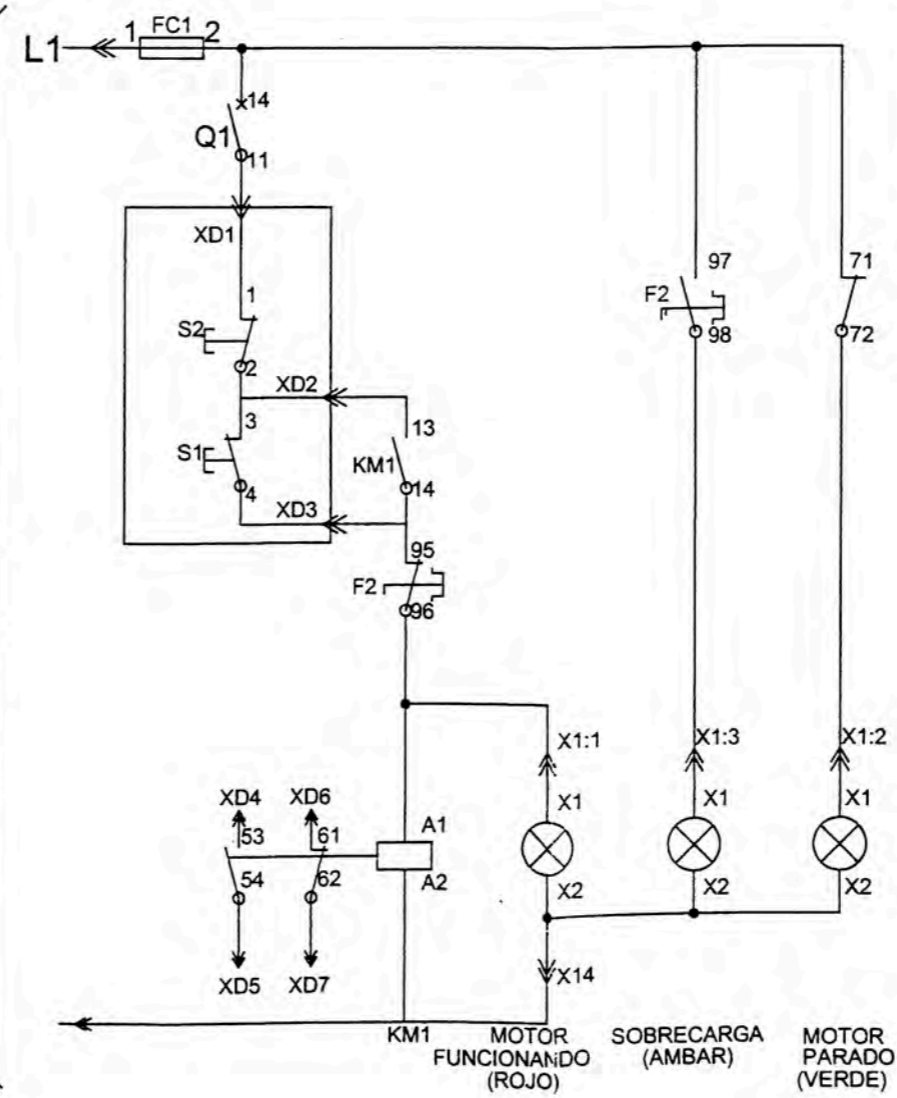 L1
1 FC1 2
14
Q1
11
XD1
1
S2
2
XD2
3
S1
4
XD3
13
KM1
14
95
F2
96
97
F2
98
71
72
X1:1
X1:3
X1:2
XD4
XD6
53
61
54
62
XD5
XD7
A1
A2
X1
X2
X1
X2
X1
X2
X14
KM1
MOTOR
FUNCIONANDO
(ROJO)
SOBRECARGA
(AMBAR)
MOTOR
PARADO
(VERDE)